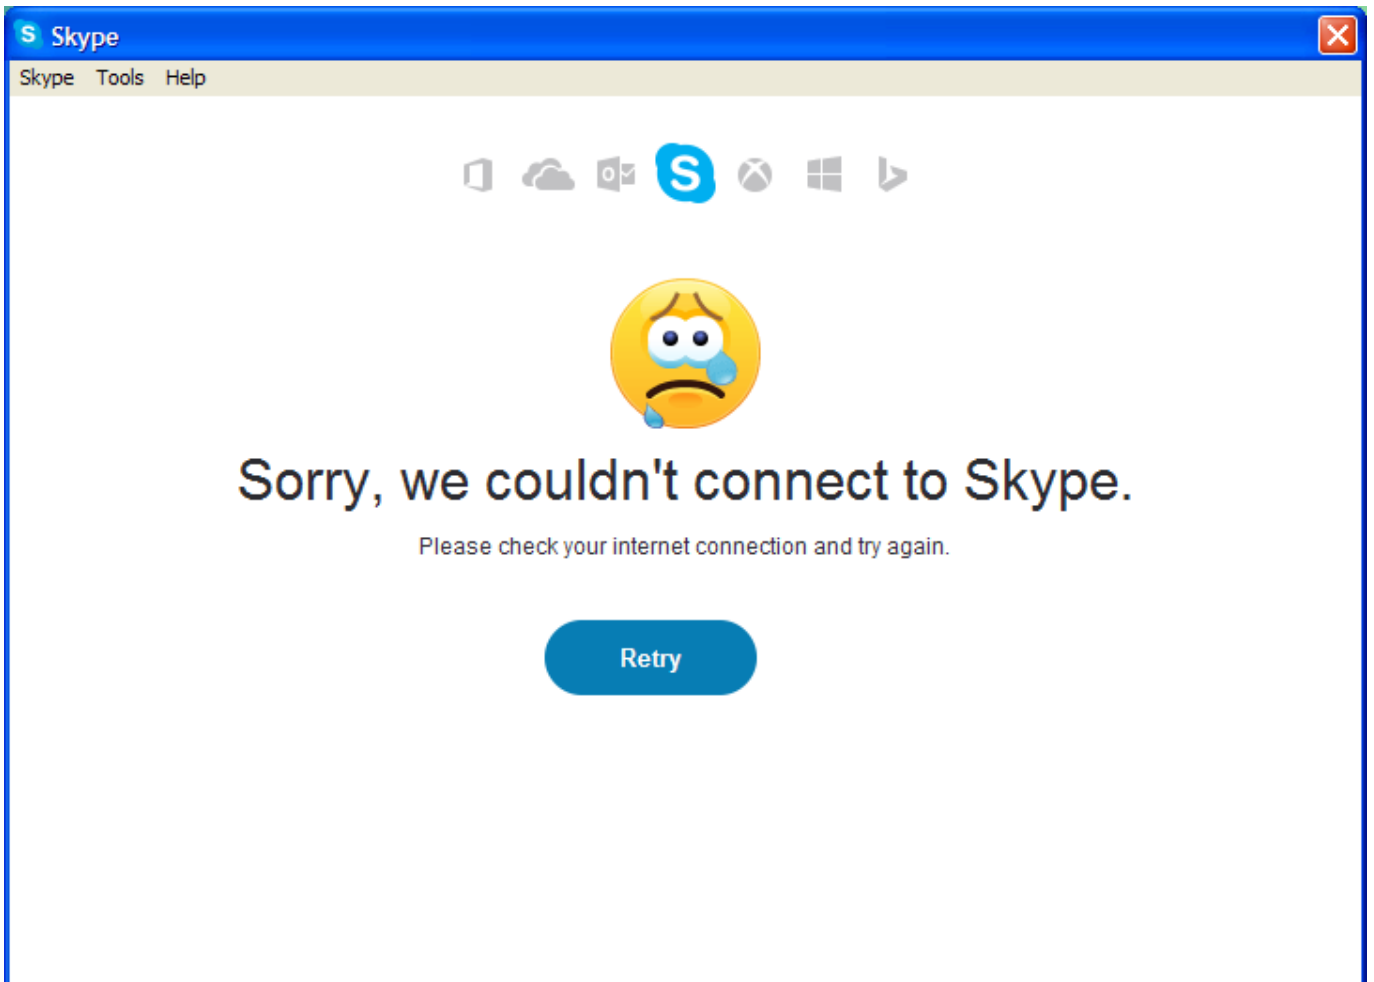 Skype
Skype Tools Help
Sorry, we couldn't connect to Skype.
Please check your internet connection and try again.
Retry